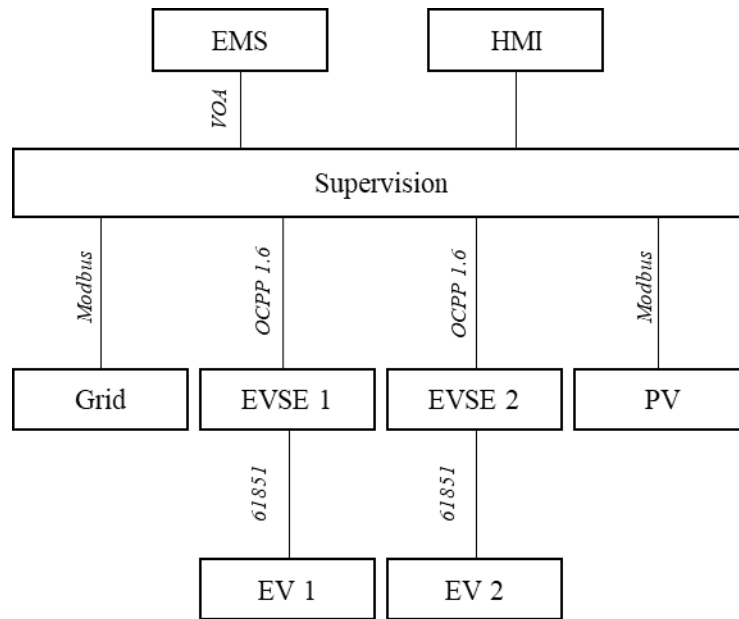 EMS
HMI
VOA
Supervision
Modbus
OCPP 1.6
OCPP 1.6
Modbus
Grid
EVSE 1
EVSE 2
PV
61851
61851
EV 1
EV 2